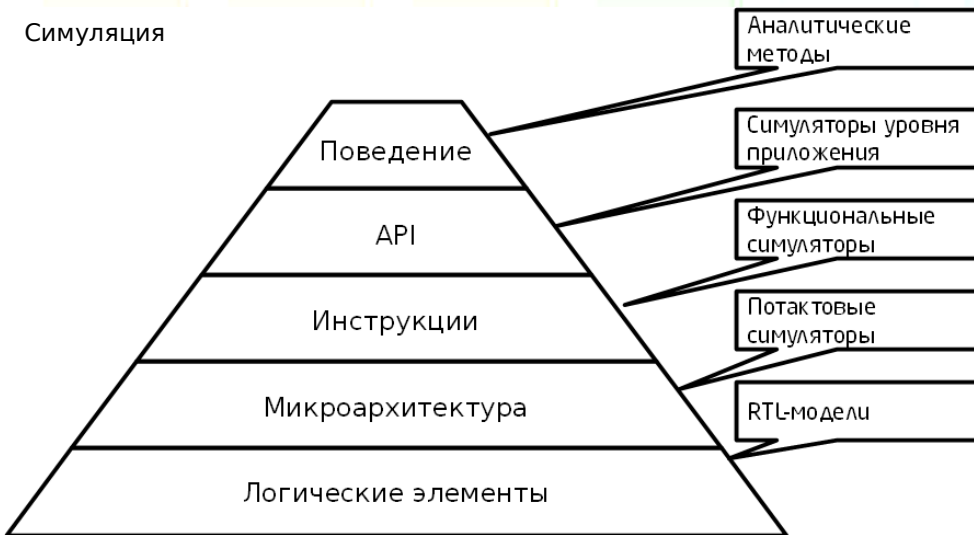 Симуляция
Аналитические
методы
Поведение
Симуляторы уровня
приложения
API
Функциональные
симуляторы
Инструкции
Потактовые
симуляторы
Микроархитектура
RTL-модели
Логические элементы